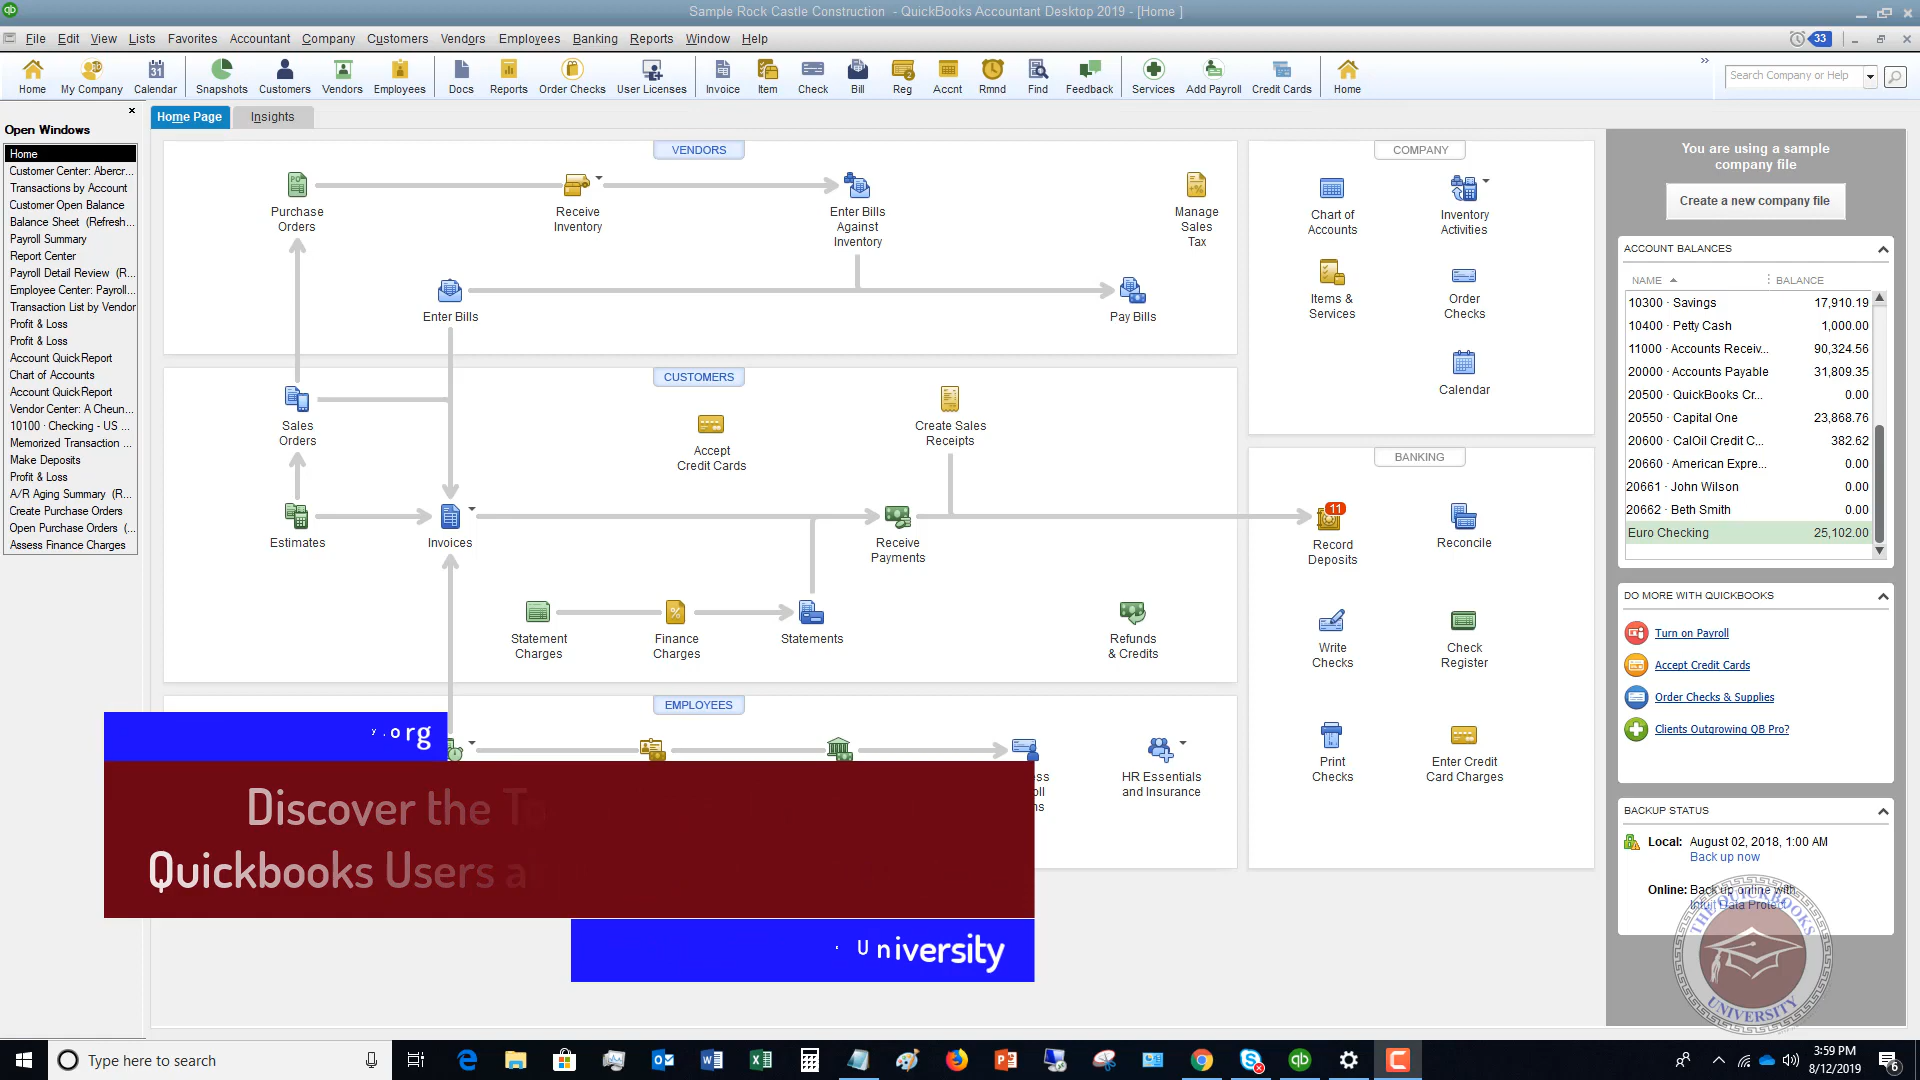 Sample Rock Castle Construction - QuickBooks Accountant Desktop 2019 - [Home ]
File Edit View Lists Favorites Accountant Company Customers Vendors Employees Banking Reports Window Help
33
Home My Company Calendar Snapshots Customers Vendors Employees Docs Reports Order Checks User Licenses Invoice Item Check Bill Reg Accnt Rmnd Find Feedback Services Add Payroll Credit Cards Home
Search Company or Help
Open Windows
Home
Customer Center: Abercr...
Transactions by Account
Customer Open Balance
Balance Sheet (Refresh...
Payroll Summary
Report Center
Payroll Detail Review (R...
Employee Center: Payroll...
Transaction List by Vendor
Profit & Loss
Profit & Loss
Account QuickReport
Chart of Accounts
Account QuickReport
Vendor Center: A Cheun...
10100 · Checking - US ...
Memorized Transaction ...
Make Deposits
Profit & Loss
A/R Aging Summary (R...
Create Purchase Orders
Open Purchase Orders (...
Assess Finance Charges
Home Page Insights
VENDORS
Purchase Orders
Receive Inventory
Enter Bills Against Inventory
Manage Sales Tax
Enter Bills
Pay Bills
CUSTOMERS
Sales Orders
Accept Credit Cards
Create Sales Receipts
Estimates
Invoices
Receive Payments
Statement Charges
Finance Charges
Statements
Refunds & Credits
EMPLOYEES
HR Essentials and Insurance
COMPANY
Chart of Accounts
Inventory Activities
Items & Services
Order Checks
Calendar
BANKING
11
Record Deposits
Reconcile
Write Checks
Check Register
Print Checks
Enter Credit Card Charges
You are using a sample
company file
Create a new company file
ACCOUNT BALANCES
NAME BALANCE
10300 · Savings 17,910.19
10400 · Petty Cash 1,000.00
11000 · Accounts Receiv... 90,324.56
20000 · Accounts Payable 31,809.35
20500 · QuickBooks Cr... 0.00
20550 · Capital One 23,868.76
20600 · CalOil Credit C... 382.62
20660 · American Expre... 0.00
20661 · John Wilson 0.00
20662 · Beth Smith 0.00
Euro Checking 25,102.00
DO MORE WITH QUICKBOOKS
Turn on Payroll
Accept Credit Cards
Order Checks & Supplies
Clients Outgrowing QB Pro?
BACKUP STATUS
Local: August 02, 2018, 1:00 AM
Back up now
Online: Back up online with
Intuit Data Protect
THE QUICKBOOKS UNIVERSITY
y.org
Discover the To
Quickbooks Users a
University
Type here to search
3:59 PM
8/12/2019
6